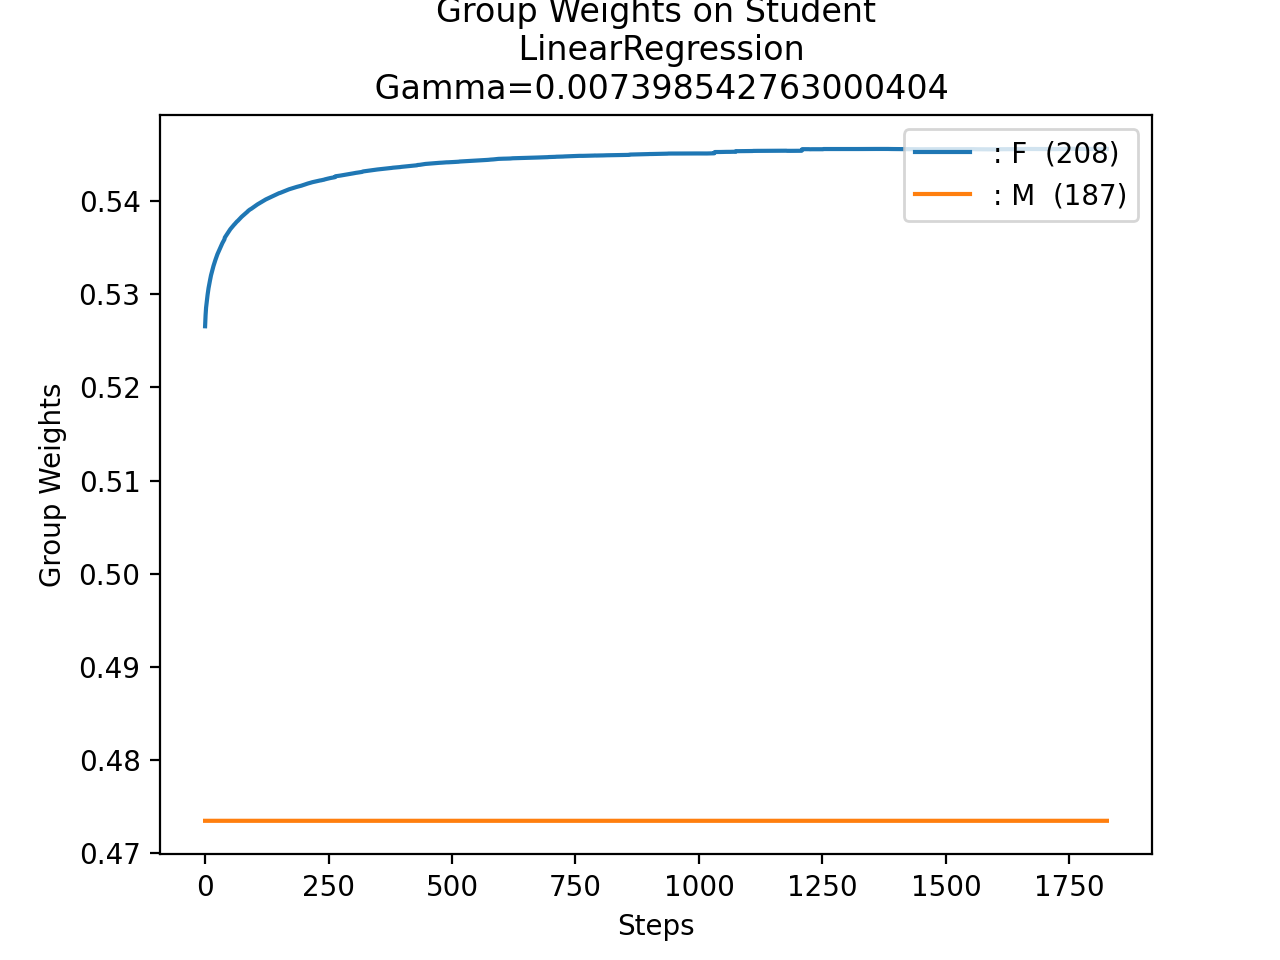 Group Weights on Student
LinearRegression
Gamma=0.007398542763000404
: F (208)
: M (187)
0.54
0.53
0.52
0.51
0.50
0.49
0.48
0.47
Group Weights
0 250 500 750 1000 1250 1500 1750
Steps